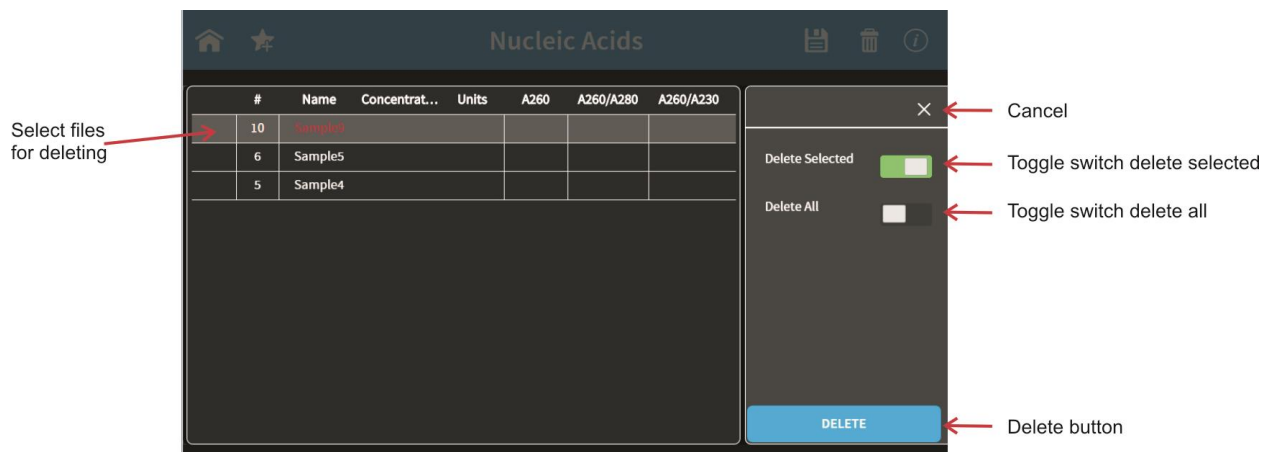 Nucleic Acids
# Name Concentrat... Units A260 A260/A280 A260/A230
10
6 Sample5
5 Sample4
Select files
for deleting
Delete Selected
Delete All
DELETE
Cancel
Toggle switch delete selected
Toggle switch delete all
Delete button